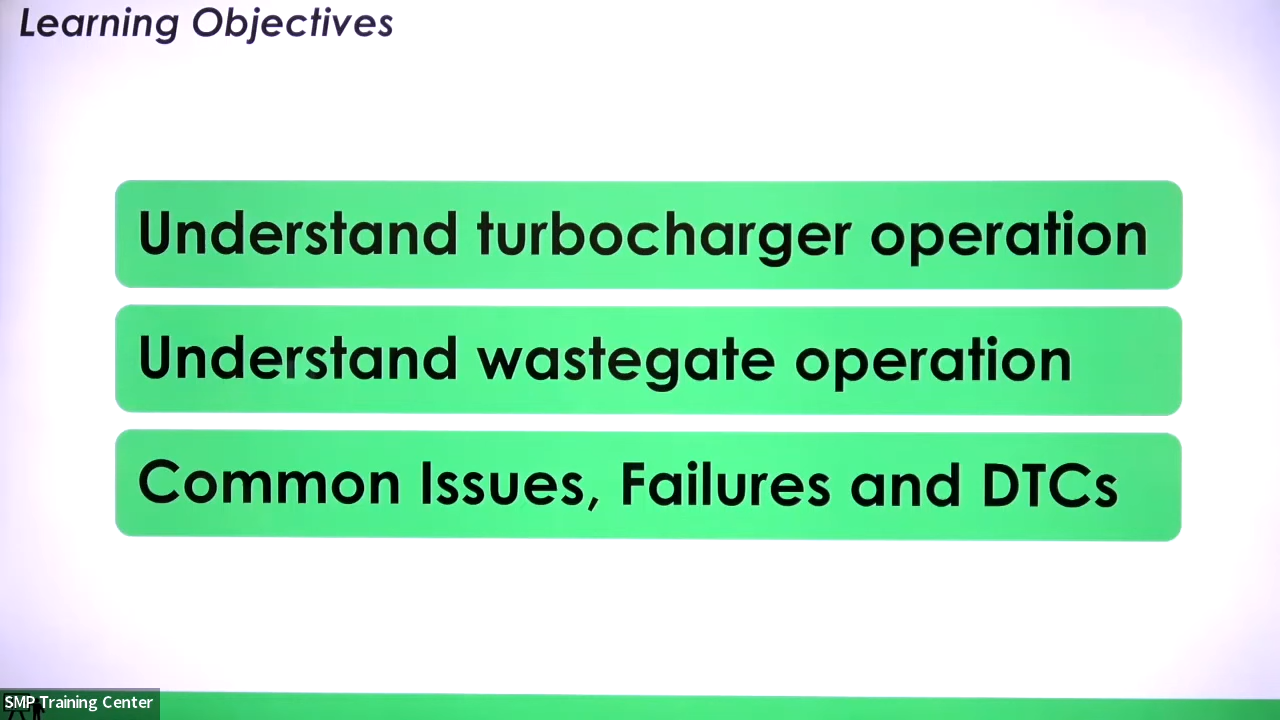 Learning Objectives
Understand turbocharger operation
Understand wastegate operation
Common Issues, Failures and DTCs
SMP Training Center